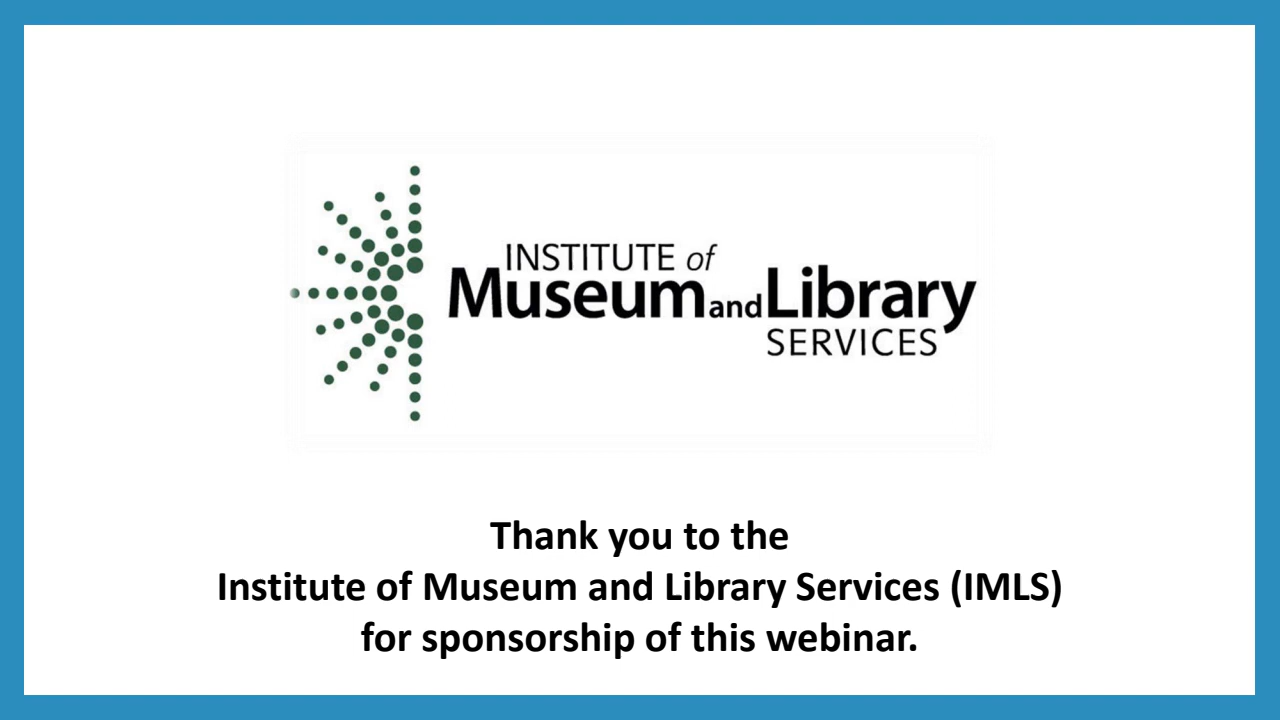 INSTITUTE of
Museum and Library
SERVICES
Thank you to the
Institute of Museum and Library Services (IMLS)
for sponsorship of this webinar.